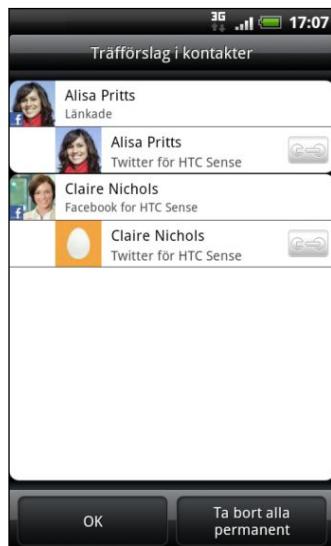 3G 17:07
Träfförslag i kontakter
Alisa Pritts
Länkade
Alisa Pritts
Twitter för HTC Sense
Claire Nichols
Facebook for HTC Sense
Claire Nichols
Twitter för HTC Sense
OK
Ta bort alla
permanent